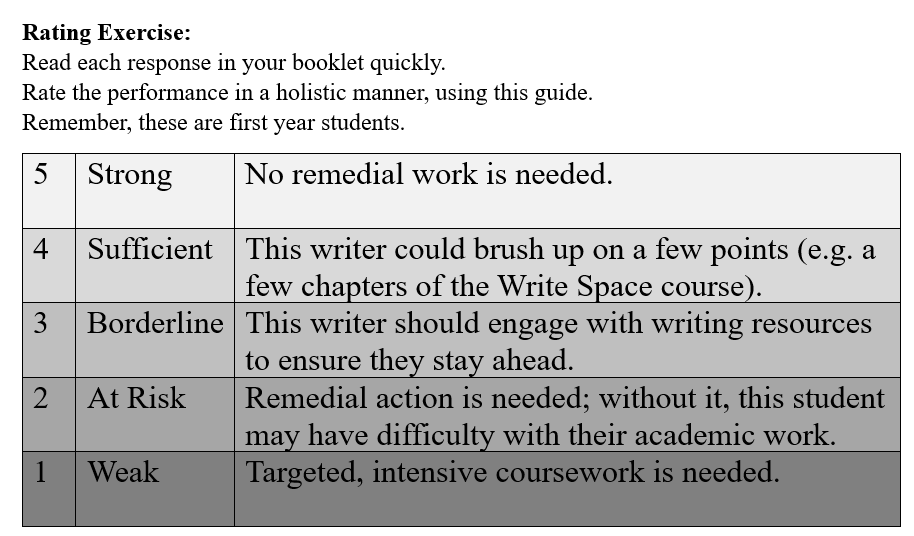 Rating Exercise:
Read each response in your booklet quickly.
Rate the performance in a holistic manner, using this guide.
Remember, these are first year students.
5 Strong No remedial work is needed.
4 Sufficient This writer could brush up on a few points (e.g. a
few chapters of the Write Space course).
3 Borderline This writer should engage with writing resources
to ensure they stay ahead.
2 At Risk Remedial action is needed; without it, this student
may have difficulty with their academic work.
1 Weak Targeted, intensive coursework is needed.